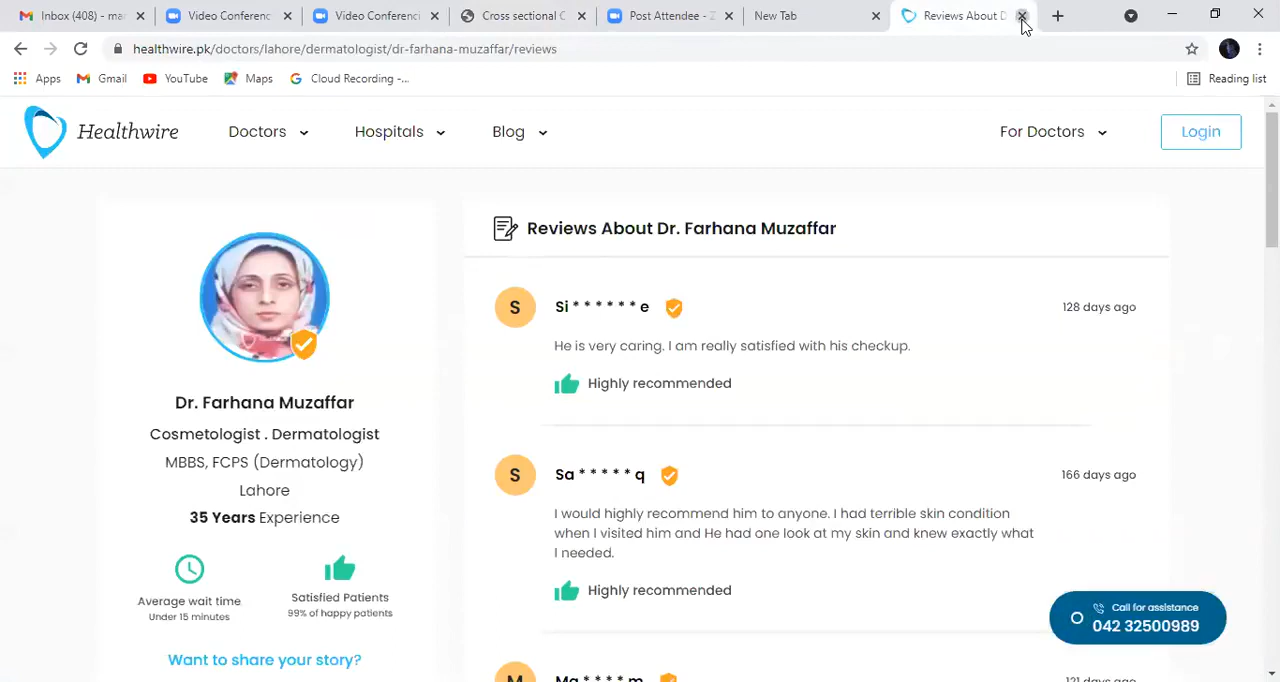 Inbox (408) - ma
Video Conferenc
Video Conferenci
Cross sectional C
Post Attendee - Z
New Tab
Reviews About D
healthwire.pk/doctors/lahore/dermatologist/dr-farhana-muzaffar/reviews
Apps
Gmail
YouTube
Maps
Cloud Recording -...
Reading list
Healthwire
Doctors
Hospitals
Blog
For Doctors
Login
Dr. Farhana Muzaffar
Cosmetologist . Dermatologist
MBBS, FCPS (Dermatology)
Lahore
35 Years Experience
Average wait time
Under 15 minutes
Satisfied Patients
99% of happy patients
Want to share your story?
Reviews About Dr. Farhana Muzaffar
S
Si * * * * * * e
128 days ago
He is very caring. I am really satisfied with his checkup.
Highly recommended
S
Sa * * * * * q
166 days ago
I would highly recommend him to anyone. I had terrible skin condition
when I visited him and He had one look at my skin and knew exactly what
I needed.
Highly recommended
M
Ma * * * * m
121 days ago
Call for assistance
042 32500989